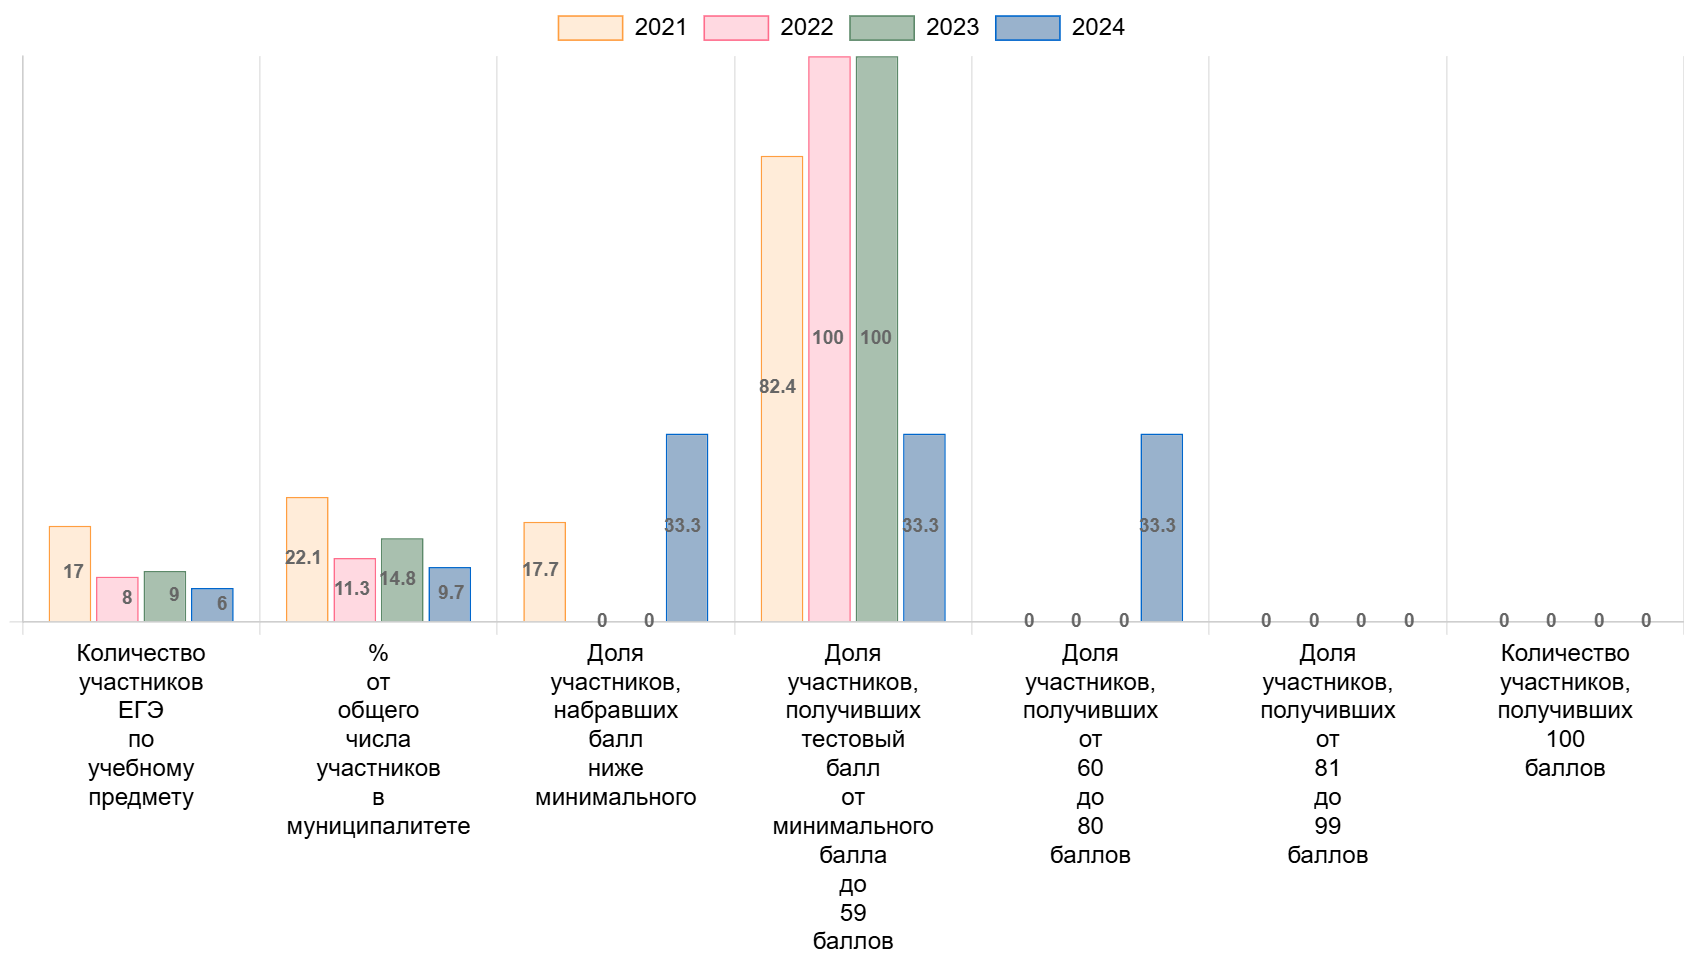 2021 2022 2023 2024
17 8 9 6
22.1 11.3 14.8 9.7
17.7 0 0 33.3
82.4 100 100 33.3
0 0 0 33.3
0 0 0 0
0 0 0 0
Количество
участников
ЕГЭ
по
учебному
предмету
%
от
общего
числа
участников
в
муниципалитете
Доля
участников,
набравших
балл
ниже
минимального
Доля
участников,
получивших
тестовый
балл
от
минимального
балла
до
59
баллов
Доля
участников,
получивших
от
60
до
80
баллов
Доля
участников,
получивших
от
81
до
99
баллов
Количество
участников,
получивших
100
баллов